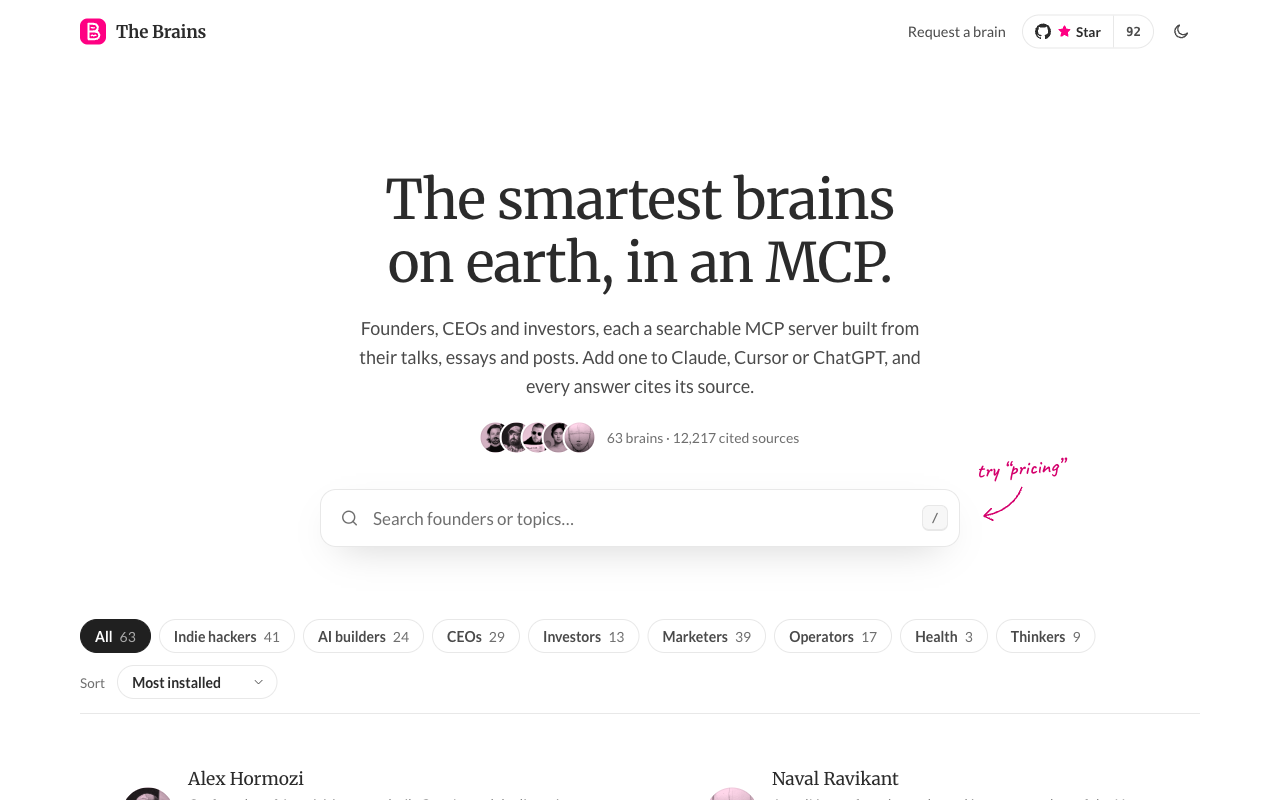 The Brains
Request a brain
Star
92
The smartest brains
on earth, in an MCP.
Founders, CEOs and investors, each a searchable MCP server built from
their talks, essays and posts. Add one to Claude, Cursor or ChatGPT, and
every answer cites its source.
63 brains · 12,217 cited sources
try “pricing”
Search founders or topics...
/
All 63
Indie hackers 41
AI builders 24
CEOs 29
Investors 13
Marketers 39
Operators 17
Health 3
Thinkers 9
Sort
Most installed
Alex Hormozi
Naval Ravikant